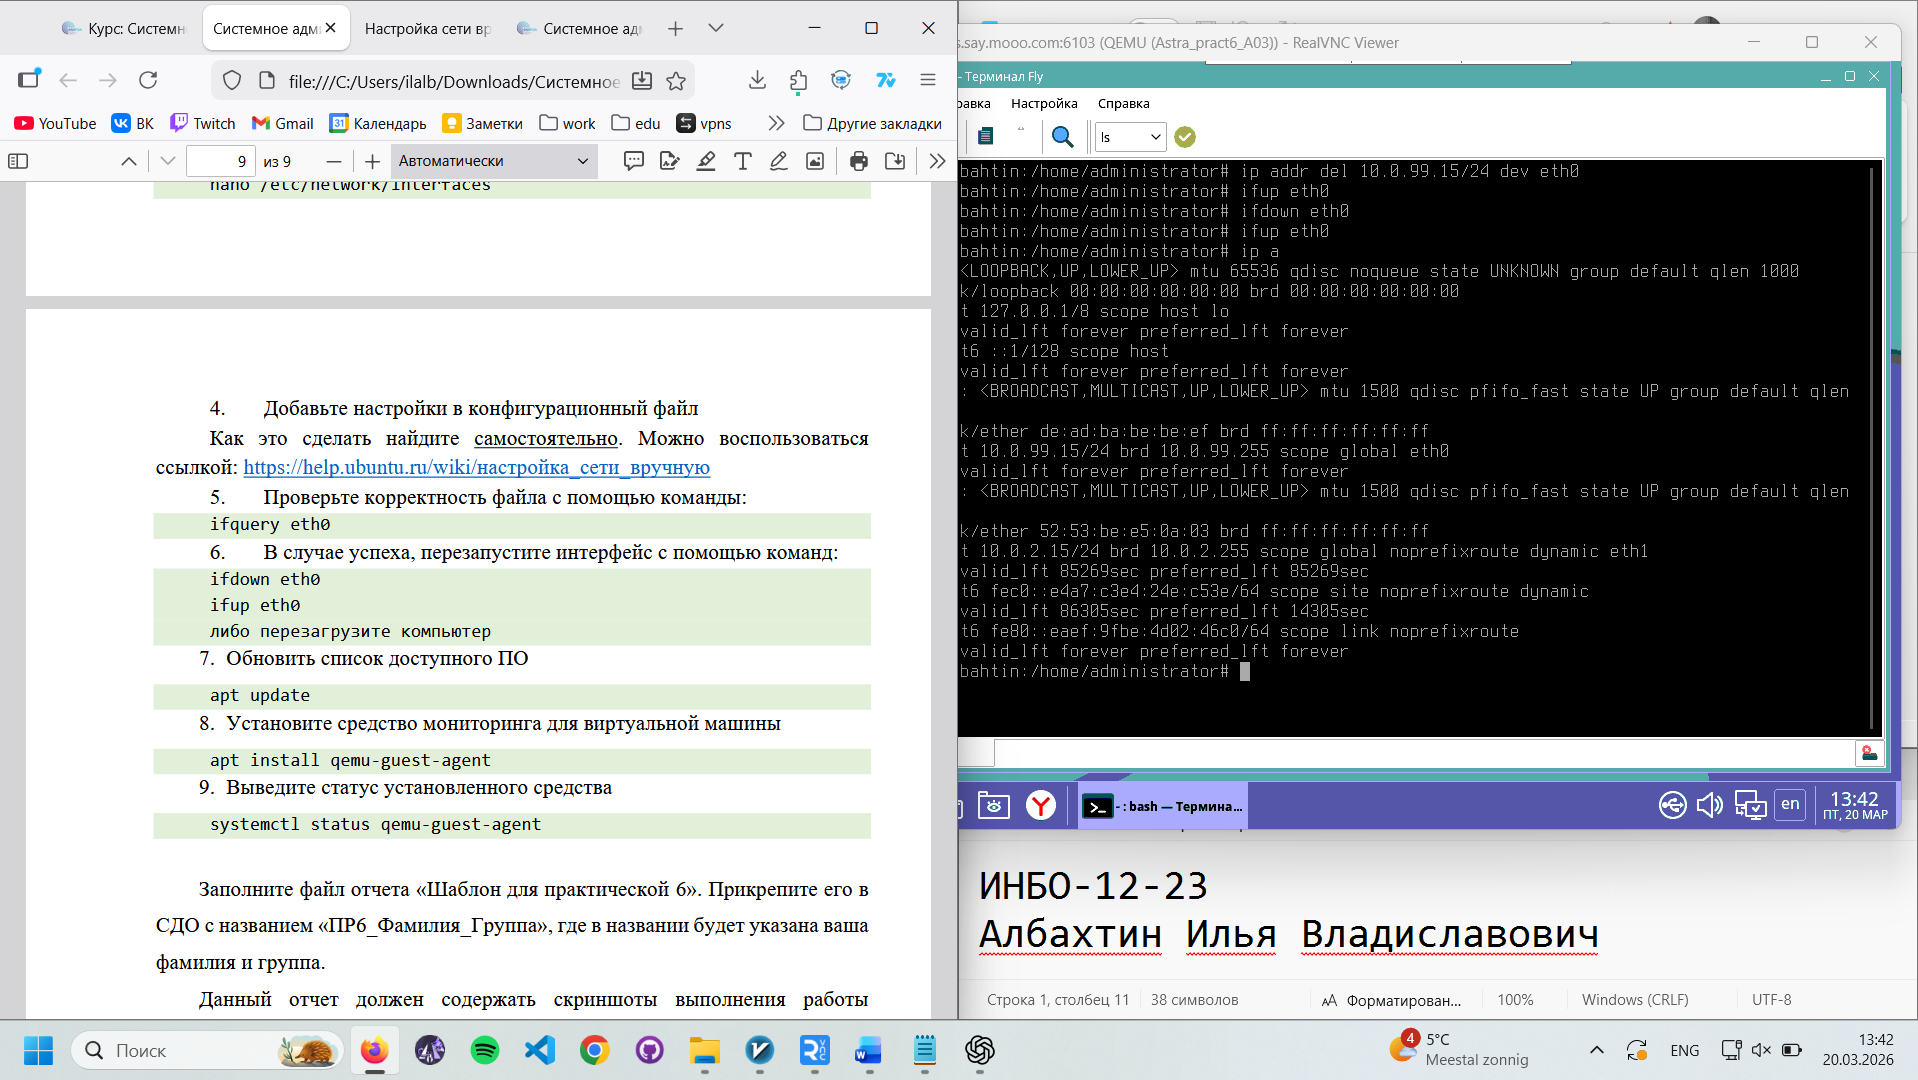 Курс: Системн
Системное адм
Настройка сети вр
Системное ад
file:///C:/Users/ilalb/Downloads/Системное
YouTube
ВК
Twitch
Gmail
Календарь
Заметки
work
edu
vpns
Другие закладки
9
из 9
Автоматически
nano /etc/network/interfaces
4. Добавьте настройки в конфигурационный файл
Как это сделать найдите самостоятельно. Можно воспользоваться
ссылкой: https://help.ubuntu.ru/wiki/настройка_сети_вручную
5. Проверьте корректность файла с помощью команды:
ifquery eth0
6. В случае успеха, перезапустите интерфейс с помощью команд:
ifdown eth0
ifup eth0
либо перезагрузите компьютер
7. Обновить список доступного ПО
apt update
8. Установите средство мониторинга для виртуальной машины
apt install qemu-guest-agent
9. Выведите статус установленного средства
systemctl status qemu-guest-agent
Заполните файл отчета «Шаблон для практической 6». Прикрепите его в
СДО с названием «ПР6_Фамилия_Группа», где в названии будет указана ваша
фамилия и группа.
Данный отчет должен содержать скриншоты выполнения работы
s.say.mooo.com:6103 (QEMU (Astra_pract6_A03)) - RealVNC Viewer
- Терминал Fly
равка
Настройка
Справка
ls
bahtin:/home/administrator# ip addr del 10.0.99.15/24 dev eth0
bahtin:/home/administrator# ifup eth0
bahtin:/home/administrator# ifdown eth0
bahtin:/home/administrator# ifup eth0
bahtin:/home/administrator# ip a
<LOOPBACK,UP,LOWER_UP> mtu 65536 qdisc noqueue state UNKNOWN group default qlen 1000
k/loopback 00:00:00:00:00:00 brd 00:00:00:00:00:00
t 127.0.0.1/8 scope host lo
valid_lft forever preferred_lft forever
t6 ::1/128 scope host
valid_lft forever preferred_lft forever
: <BROADCAST,MULTICAST,UP,LOWER_UP> mtu 1500 qdisc pfifo_fast state UP group default qlen
k/ether de:ad:ba:be:be:ef brd ff:ff:ff:ff:ff:ff
t 10.0.99.15/24 brd 10.0.99.255 scope global eth0
valid_lft forever preferred_lft forever
: <BROADCAST,MULTICAST,UP,LOWER_UP> mtu 1500 qdisc pfifo_fast state UP group default qlen
k/ether 52:53:be:e5:0a:03 brd ff:ff:ff:ff:ff:ff
t 10.0.2.15/24 brd 10.0.2.255 scope global noprefixroute dynamic eth1
valid_lft 85269sec preferred_lft 85269sec
t6 fec0::e4a7:c3e4:24e:c53e/64 scope site noprefixroute dynamic
valid_lft 86305sec preferred_lft 14305sec
t6 fe80::eaef:9fbe:4d02:46c0/64 scope link noprefixroute
valid_lft forever preferred_lft forever
bahtin:/home/administrator#
- : bash — Термина...
en
13:42
ПТ, 20 МАР
ИНБО-12-23
Албахтин Илья Владиславович
Строка 1, столбец 11
38 символов
Форматирован...
100%
Windows (CRLF)
UTF-8
Поиск
4
5°C
Meestal zonnig
ENG
13:42
20.03.2026